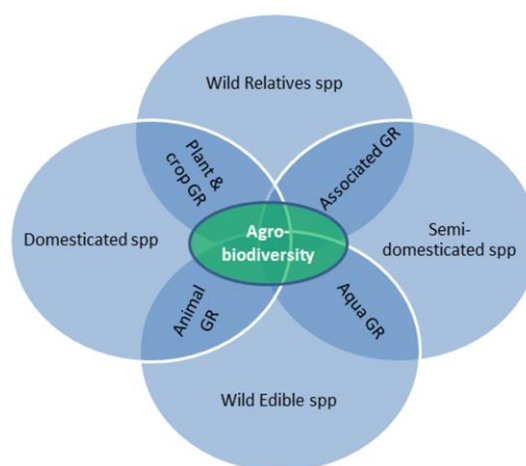 Wild Relatives spp
Plant &
crop GR
Associated GR
Domesticated spp
Agro-
biodiversity
Semi-
domesticated spp
Animal
GR
Aqua GR
Wild Edible spp